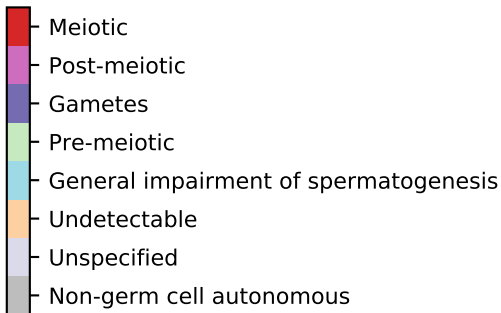 Meiotic
Post-meiotic
Gametes
Pre-meiotic
General impairment of spermatogenesis
Undetectable
Unspecified
Non-germ cell autonomous